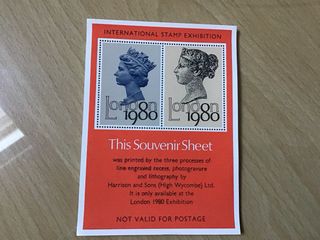 INTERNATIONAL STAMP EXHIBITION
London
1980
London
1980
This Souvenir Sheet
was printed by the three processes of
line engraved recess, photogravure
and lithography by
Harrison and Sons (High Wycombe) Ltd.
It is only available at the
London 1980 Exhibition
NOT VALID FOR POSTAGE